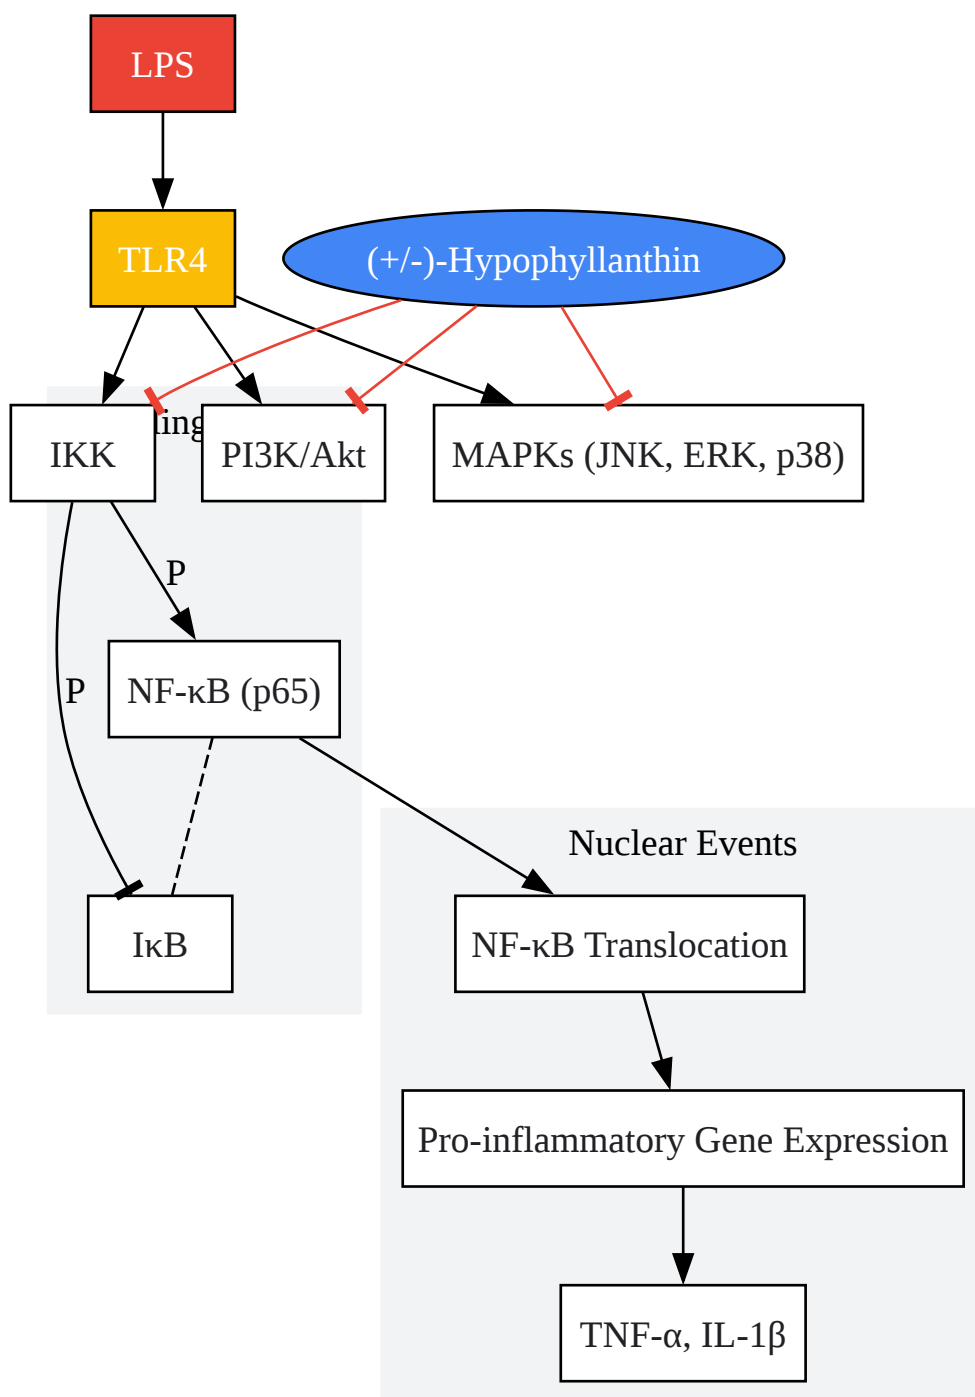 LPS
TLR4
(+/-)-Hypophyllanthin
IKK
PI3K/Akt
MAPKs (JNK, ERK, p38)
P
NF-κB (p65)
P
Nuclear Events
IκB
NF-κB Translocation
Pro-inflammatory Gene Expression
TNF-α, IL-1β